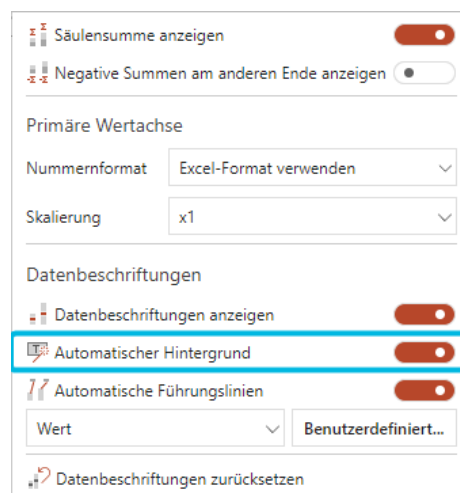 Säulensumme anzeigen
Negative Summen am anderen Ende anzeigen
Primäre Wertachse
Nummernformat Excel-Format verwenden
Skalierung x1
Datenbeschriftungen
Datenbeschriftungen anzeigen
Automatischer Hintergrund
Automatische Führungslinien
Wert Benutzerdefiniert...
Datenbeschriftungen zurücksetzen